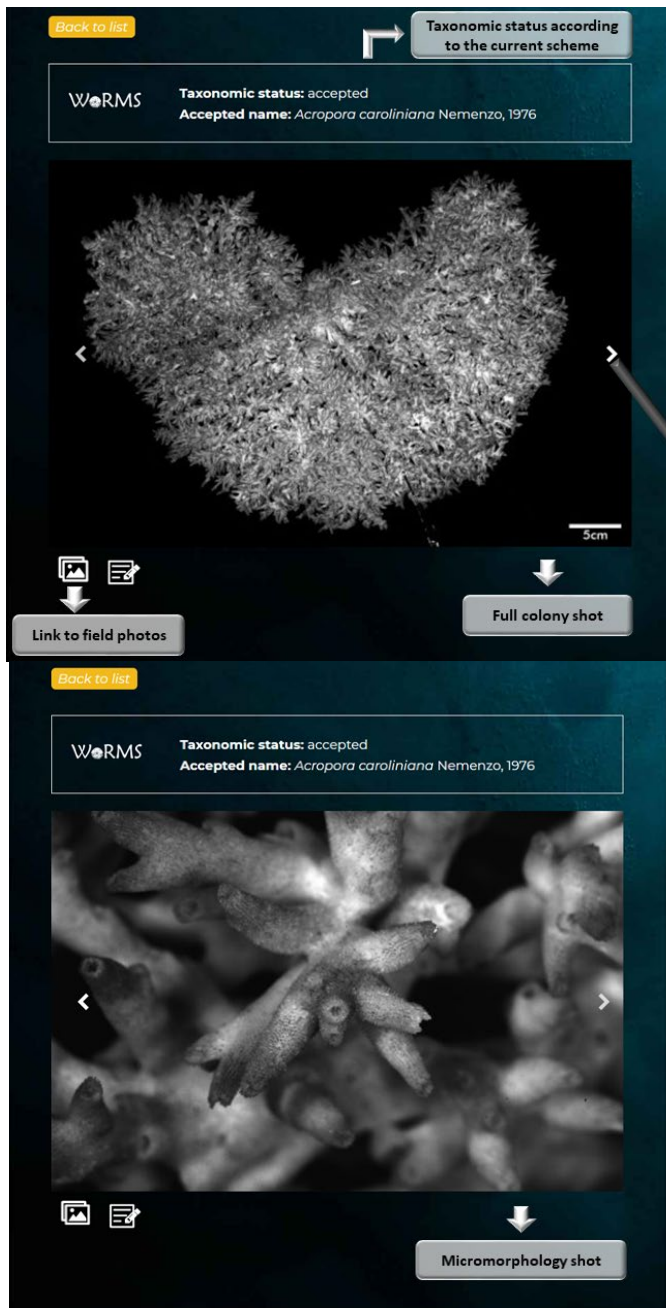 Back to list
Taxonomic status according
to the current scheme
WoRMS
Taxonomic status: accepted
Accepted name: Acropora caroliniana Nemenzo, 1976
5cm
Link to field photos
Full colony shot
Back to list
WoRMS
Taxonomic status: accepted
Accepted name: Acropora caroliniana Nemenzo, 1976
Micromorphology shot